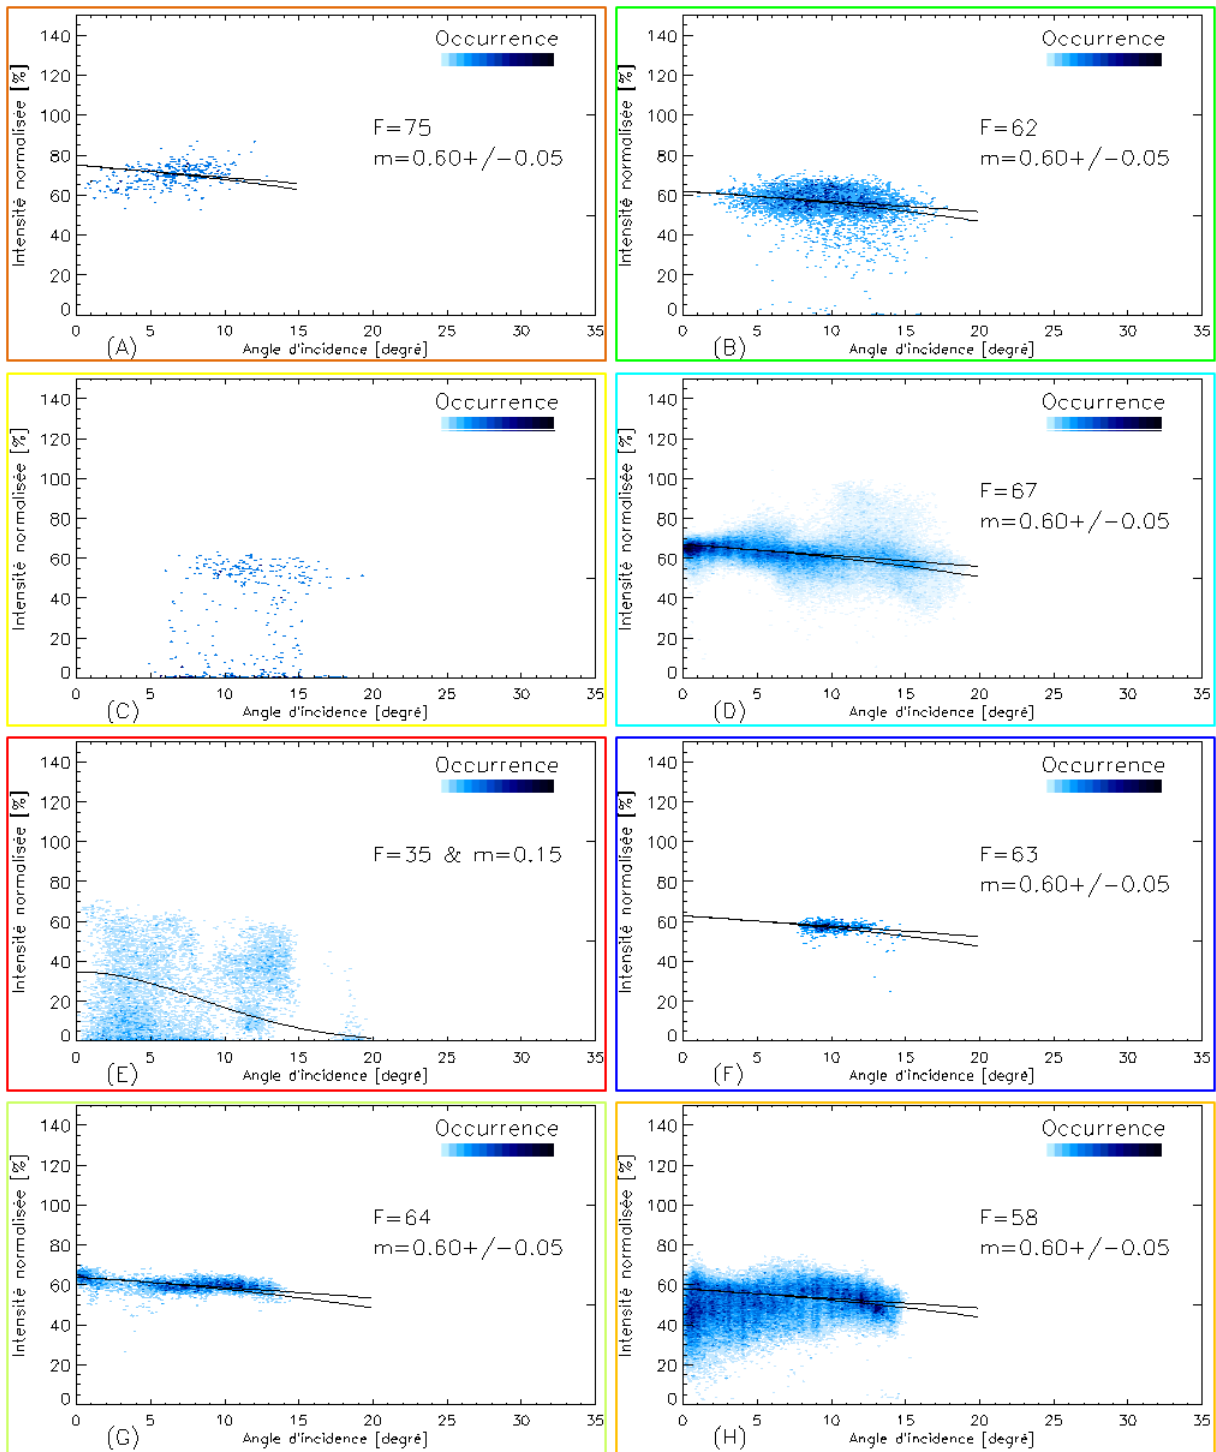 140
120
100
80
60
40
20
0
Intensité normalisée [%]
Occurrence
F=75
m=0.60+/-0.05
0 5 10 15 20 25 30 35
(A) Angle d'incidence [degré]
140
120
100
80
60
40
20
0
Intensité normalisée [%]
Occurrence
F=62
m=0.60+/-0.05
0 5 10 15 20 25 30 35
(B) Angle d'incidence [degré]
140
120
100
80
60
40
20
0
Intensité normalisée [%]
Occurrence
0 5 10 15 20 25 30 35
(C) Angle d'incidence [degré]
140
120
100
80
60
40
20
0
Intensité normalisée [%]
Occurrence
F=67
m=0.60+/-0.05
0 5 10 15 20 25 30 35
(D) Angle d'incidence [degré]
140
120
100
80
60
40
20
0
Intensité normalisée [%]
Occurrence
F=35 & m=0.15
0 5 10 15 20 25 30 35
(E) Angle d'incidence [degré]
140
120
100
80
60
40
20
0
Intensité normalisée [%]
Occurrence
F=63
m=0.60+/-0.05
0 5 10 15 20 25 30 35
(F) Angle d'incidence [degré]
140
120
100
80
60
40
20
0
Intensité normalisée [%]
Occurrence
F=64
m=0.60+/-0.05
0 5 10 15 20 25 30 35
(G) Angle d'incidence [degré]
140
120
100
80
60
40
20
0
Intensité normalisée [%]
Occurrence
F=58
m=0.60+/-0.05
0 5 10 15 20 25 30 35
(H) Angle d'incidence [degré]